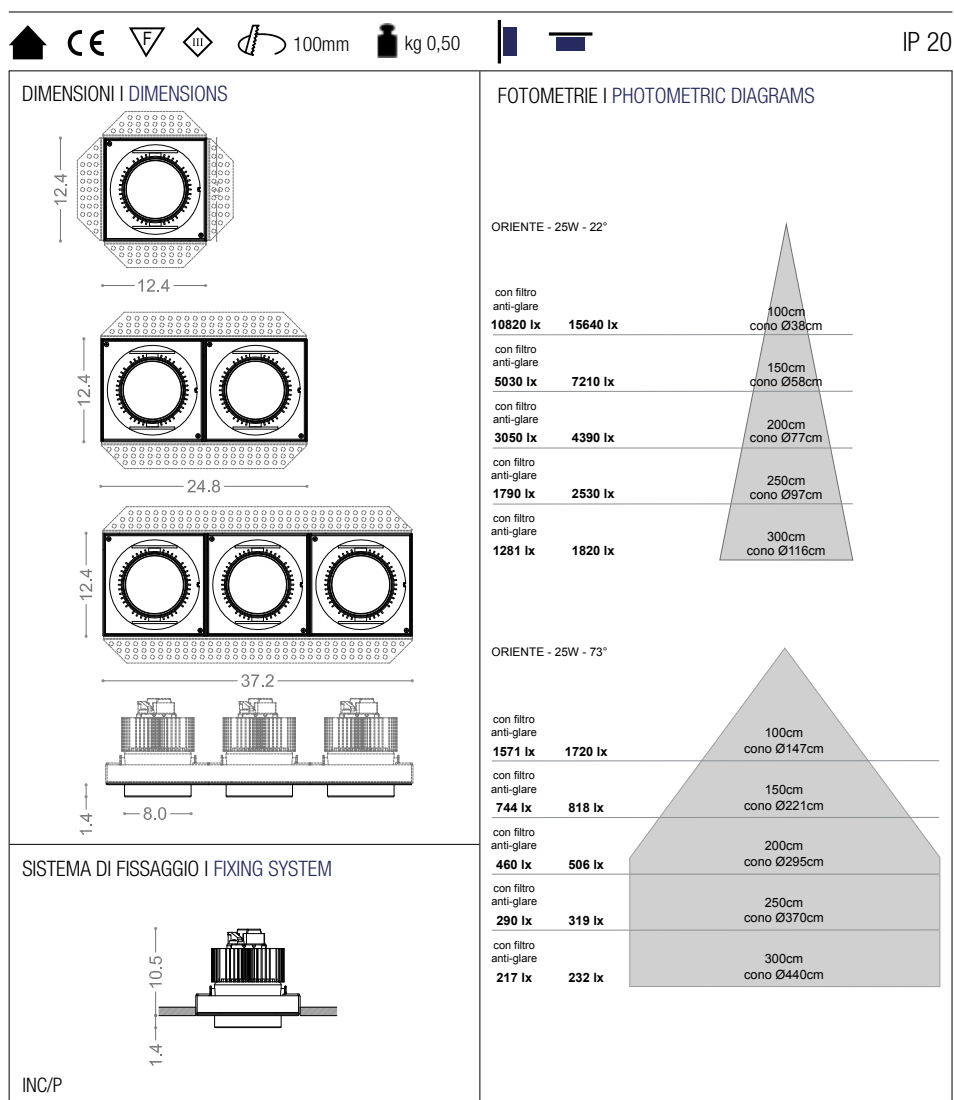 CE F III 100mm kg 0,50 IP 20
DIMENSIONI I DIMENSIONS
12.4
12.4
12.4
24.8
12.4
37.2
1.4
8.0
SISTEMA DI FISSAGGIO I FIXING SYSTEM
10.5
1.4
INC/P
FOTOMETRIE I PHOTOMETRIC DIAGRAMS
ORIENTE - 25W - 22°
con filtro
anti-glare
10820 lx 15640 lx
100cm
cono Ø38cm
con filtro
anti-glare
5030 lx 7210 lx
150cm
cono Ø58cm
con filtro
anti-glare
3050 lx 4390 lx
200cm
cono Ø77cm
con filtro
anti-glare
1790 lx 2530 lx
250cm
cono Ø97cm
con filtro
anti-glare
1281 lx 1820 lx
300cm
cono Ø116cm
ORIENTE - 25W - 73°
con filtro
anti-glare
1571 lx 1720 lx
100cm
cono Ø147cm
con filtro
anti-glare
744 lx 818 lx
150cm
cono Ø221cm
con filtro
anti-glare
460 lx 506 lx
200cm
cono Ø295cm
con filtro
anti-glare
290 lx 319 lx
250cm
cono Ø370cm
con filtro
anti-glare
217 lx 232 lx
300cm
cono Ø440cm